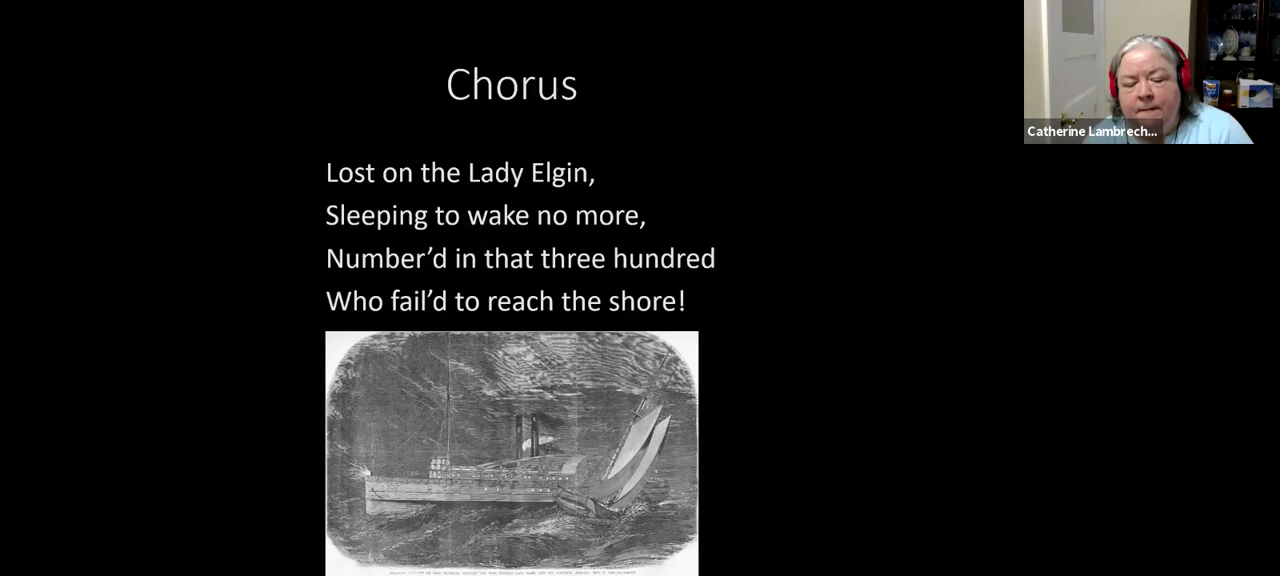 Chorus
Lost on the Lady Elgin,
Sleeping to wake no more,
Number’d in that three hundred
Who fail’d to reach the shore!
Catherine Lambrech...